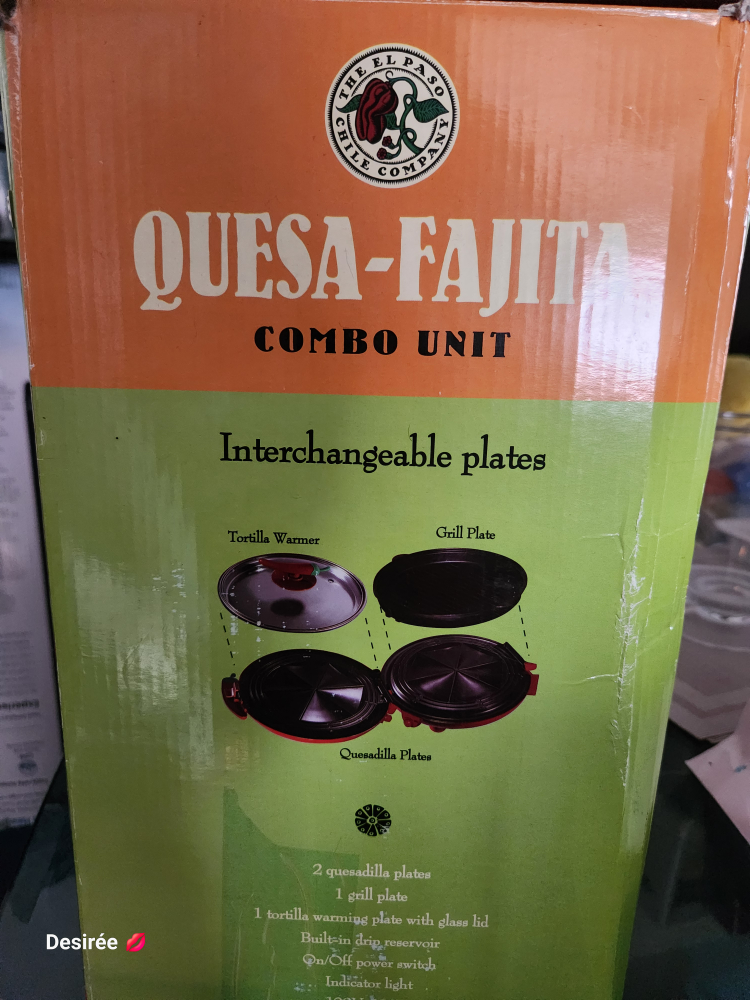 THE EL PASO
CHILE COMPANY
QUESA-FAJITA
COMBO UNIT
Interchangeable plates
Tortilla Warmer
Grill Plate
Quesadilla Plates
2 quesadilla plates
1 grill plate
1 tortilla warming plate with glass lid
Built-in drip reservoir
On/Off power switch
Indicator light
Desirée 💋